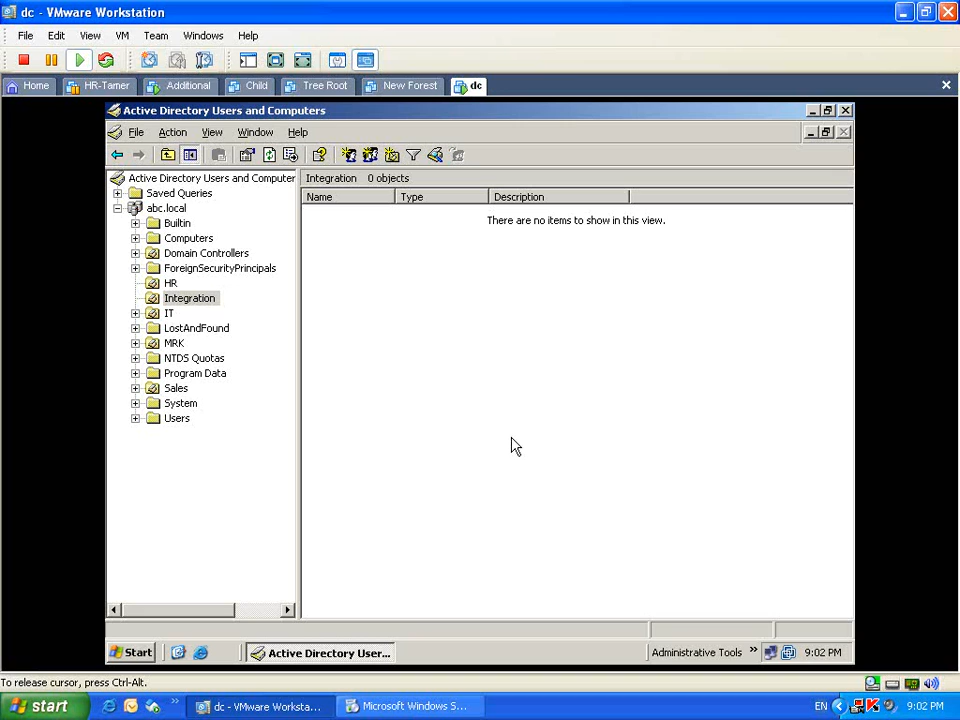 dc - VMware Workstation
File Edit View VM Team Windows Help
Home HR-Tamer Additional Child Tree Root New Forest dc
Active Directory Users and Computers
File Action View Window Help
Active Directory Users and Computer
Integration 0 objects
Saved Queries
Name Type Description
abc.local
There are no items to show in this view.
Builtin
Computers
Domain Controllers
ForeignSecurityPrincipals
HR
Integration
IT
LostAndFound
MRK
NTDS Quotas
Program Data
Sales
System
Users
Start Active Directory User... Administrative Tools » 9:02 PM
To release cursor, press Ctrl-Alt.
start » dc - VMware Worksta... Microsoft Windows S... EN 9:02 PM